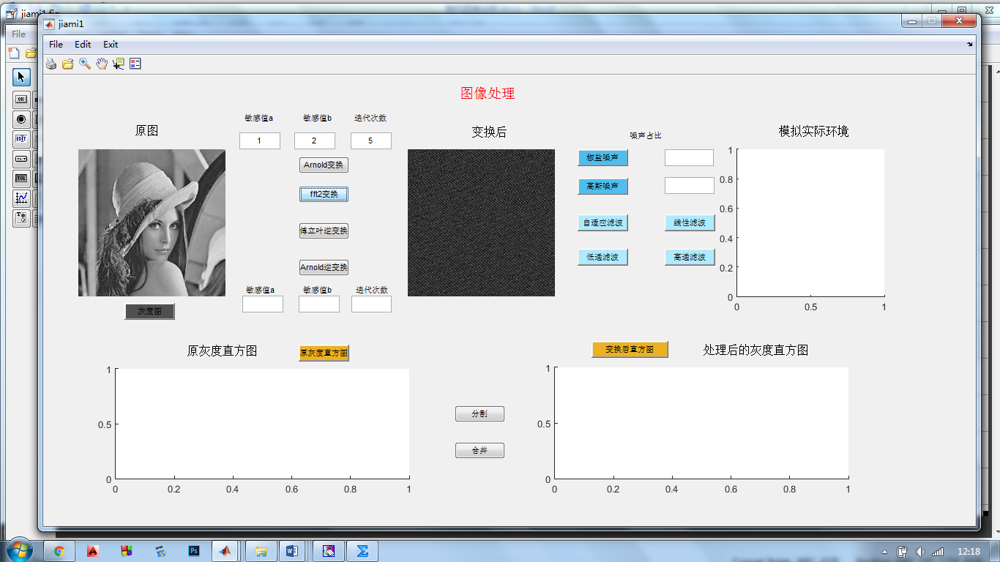 jiami1.fig
jiami1
File
File Edit Exit
图像处理
敏感值a 敏感值b 迭代次数
原图
变换后
噪声占比
模拟实际环境
1 2 5
Arnold变换
fft2变换
傅立叶逆变换
Arnold逆变换
敏感值a 敏感值b 迭代次数
灰度图
椒盐噪声
高斯噪声
自适应滤波 线性滤波
低通滤波 高通滤波
1
0.8
0.6
0.4
0.2
0
0 0.5 1
原灰度直方图
原灰度直方图
变换后直方图
处理后的灰度直方图
1
0.5
0
0 0.2 0.4 0.6 0.8 1
分割
合并
1
0.5
0
0 0.2 0.4 0.6 0.8 1
12:18